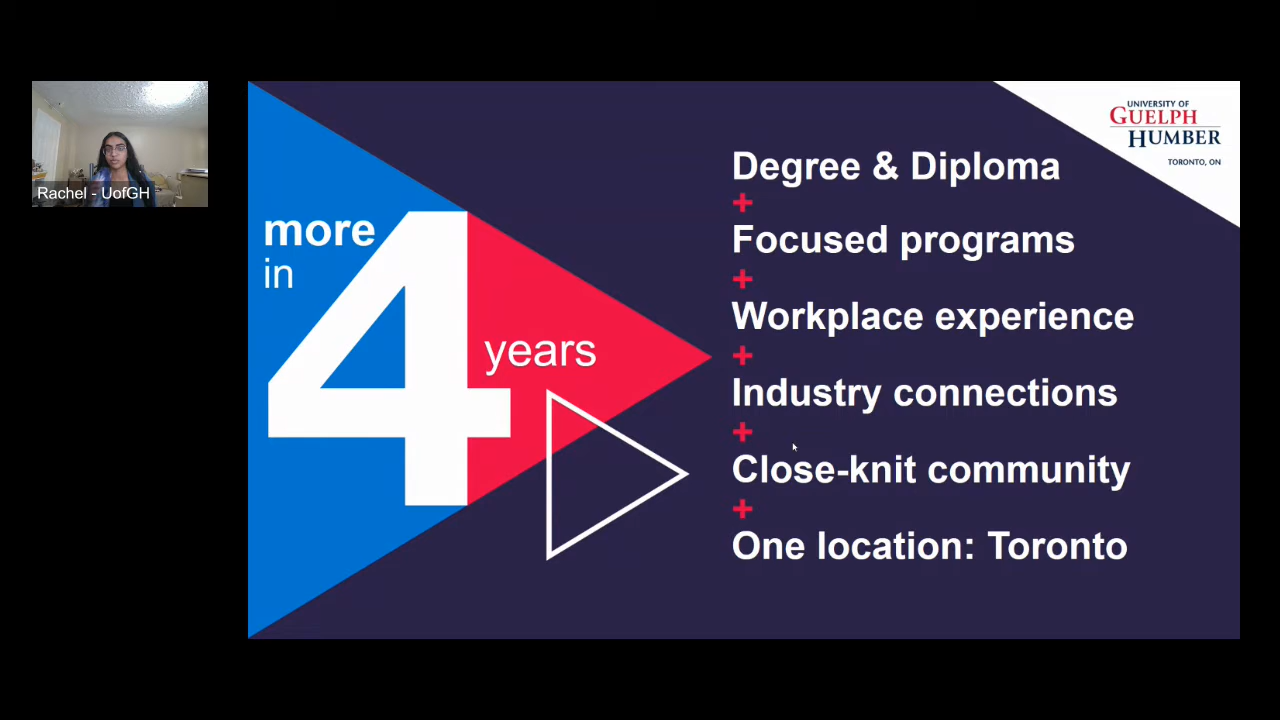 Rachel - UofGH
more
in
4
years
UNIVERSITY OF
GUELPH
HUMBER
TORONTO, ON
Degree & Diploma
+
Focused programs
+
Workplace experience
+
Industry connections
+
Close-knit community
+
One location: Toronto